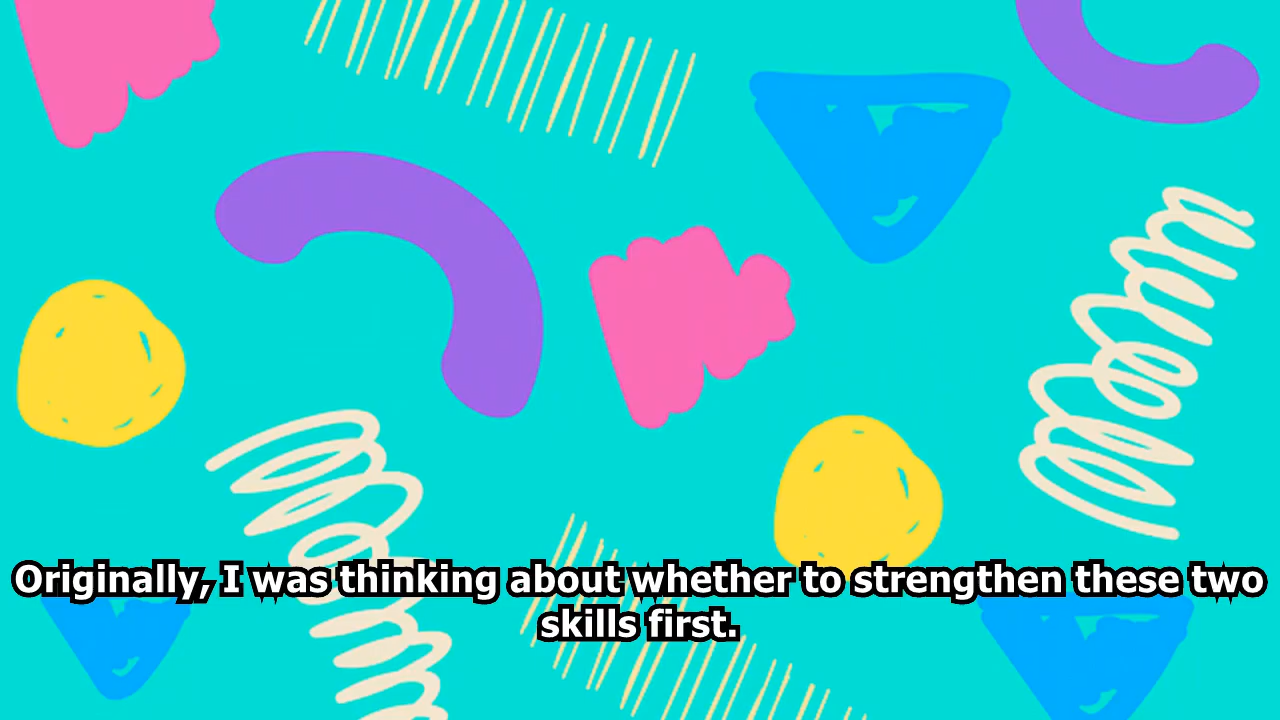 Originally, I was thinking about whether to strengthen these two
skills first.